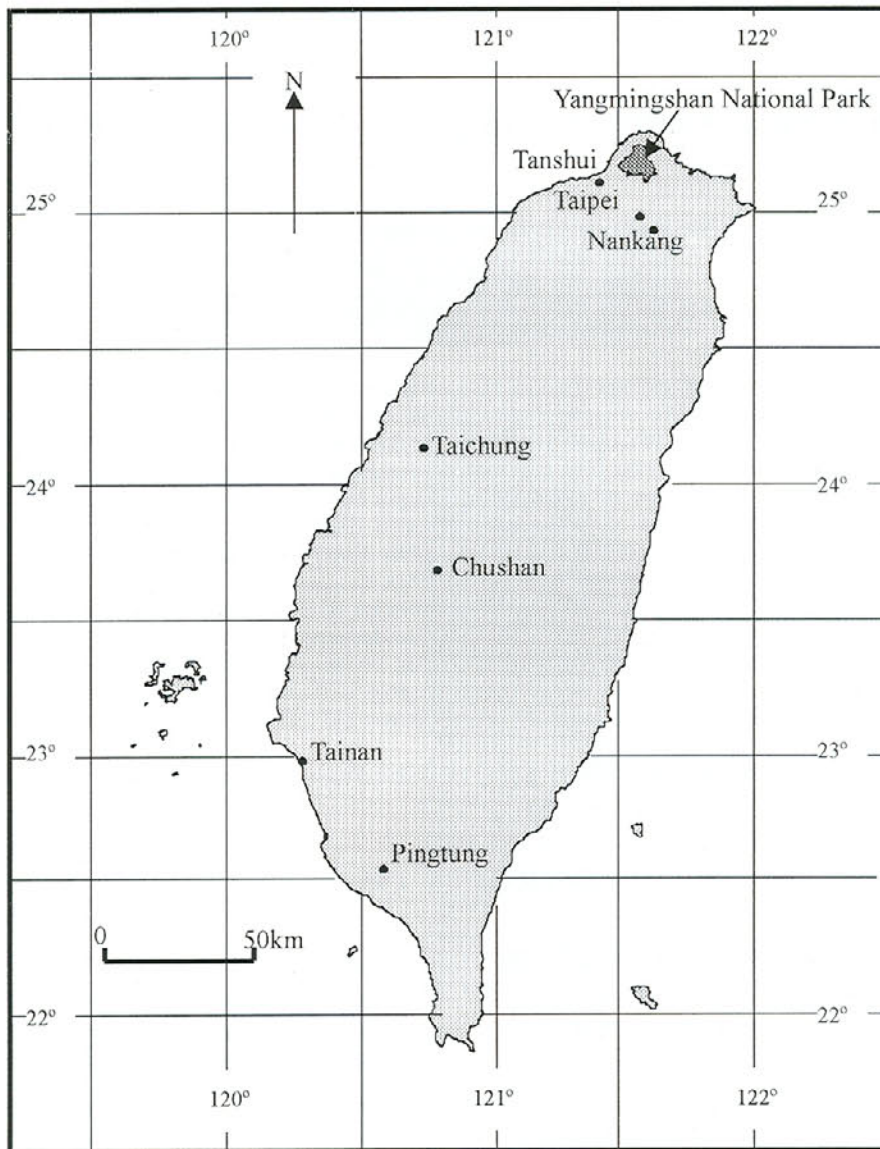 120° 121° 122°
N
Yangmingshan National Park
Tanshui
25° Taipei 25°
Nankang
Taichung
24° 24°
Chushan
23° Tainan 23°
Pingtung
0 50km
22° 22°
120° 121° 122°